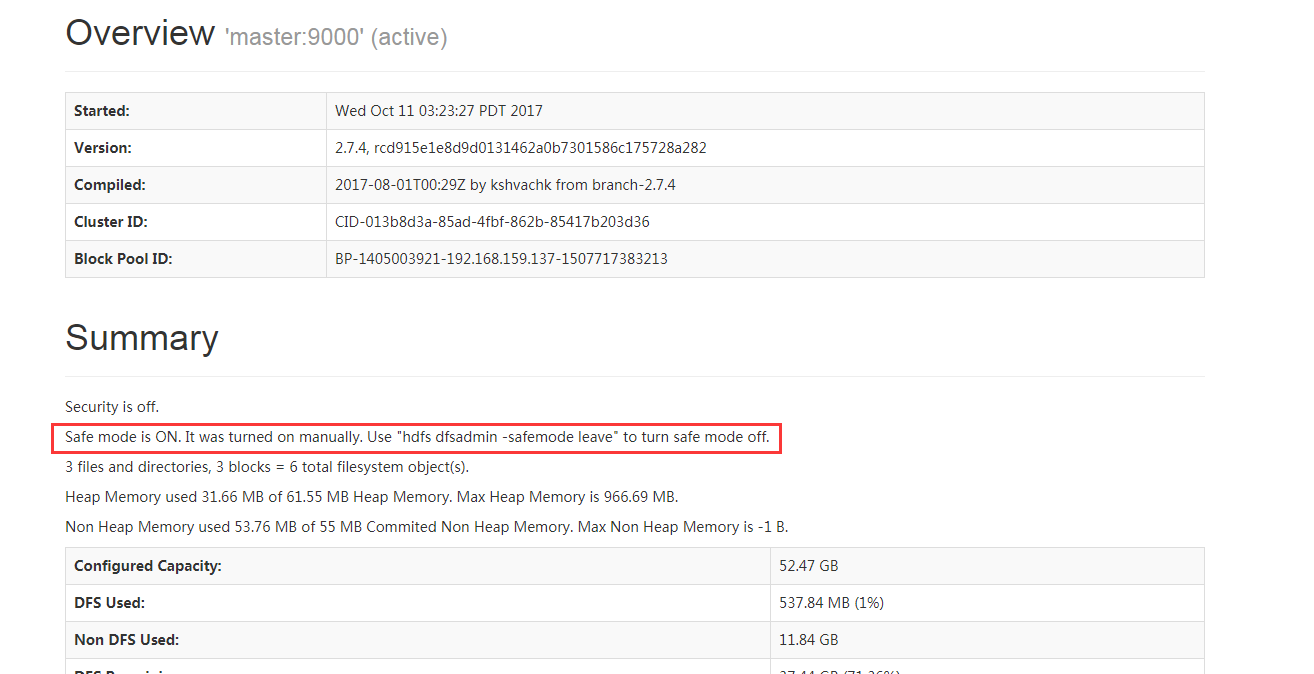 Overview 'master:9000' (active)
Started: Wed Oct 11 03:23:27 PDT 2017
Version: 2.7.4, rcd915e1e8d9d0131462a0b7301586c175728a282
Compiled: 2017-08-01T00:29Z by kshvachk from branch-2.7.4
Cluster ID: CID-013b8d3a-85ad-4fbf-862b-85417b203d36
Block Pool ID: BP-1405003921-192.168.159.137-1507717383213
Summary
Security is off.
Safe mode is ON. It was turned on manually. Use "hdfs dfsadmin -safemode leave" to turn safe mode off.
3 files and directories, 3 blocks = 6 total filesystem object(s).
Heap Memory used 31.66 MB of 61.55 MB Heap Memory. Max Heap Memory is 966.69 MB.
Non Heap Memory used 53.76 MB of 55 MB Commited Non Heap Memory. Max Non Heap Memory is -1 B.
Configured Capacity: 52.47 GB
DFS Used: 537.84 MB (1%)
Non DFS Used: 11.84 GB